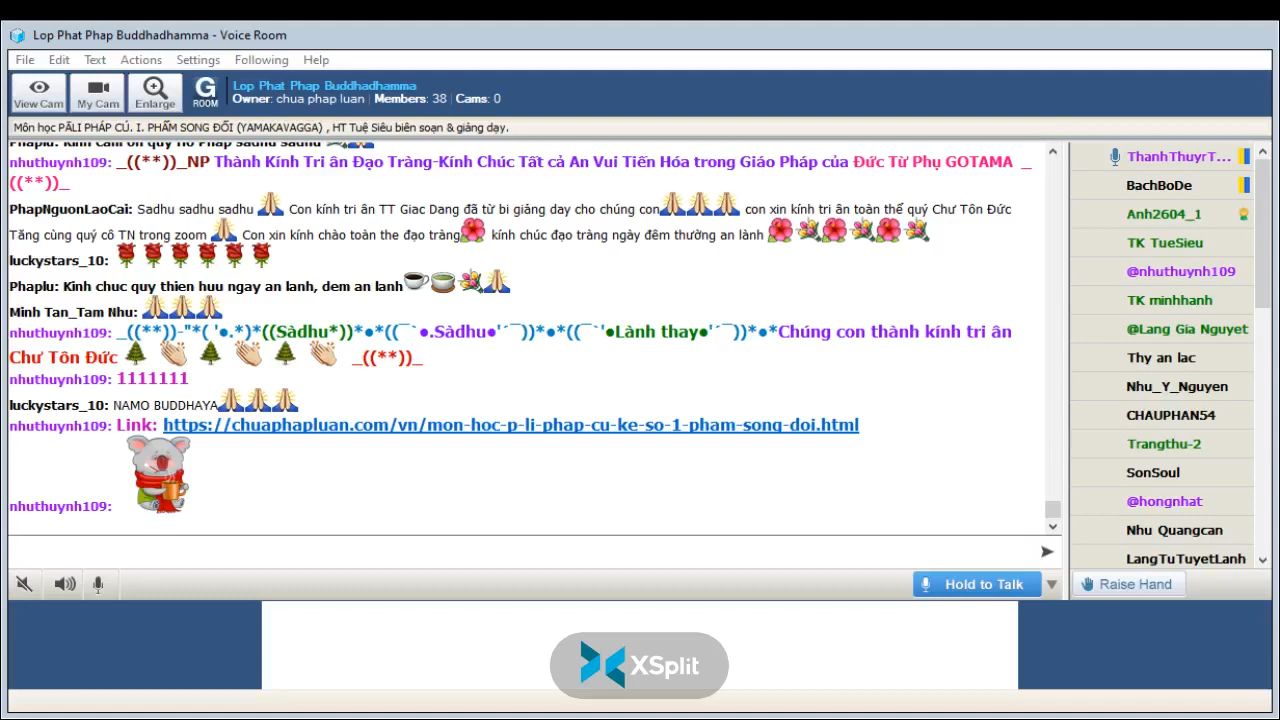 Lop Phat Phap Buddhadhamma - Voice Room
File Edit Text Actions Settings Following Help
View Cam My Cam Enlarge G ROOM
Lop Phat Phap Buddhadhamma
Owner: chua phap luan | Members: 38 | Cams: 0
Môn học PĀLI PHÁP CÚ. I. PHẨM SONG ĐỐI (YAMAKAVAGGA) , HT Tuệ Siêu biên soạn & giảng dạy.
Phaplu: Kinh cam on quy Ho Phap sadhu sadhu
nhuthuynh109: _((**))_NP Thành Kính Tri ân Đạo Tràng-Kính Chúc Tất cả An Vui Tiến Hóa trong Giáo Pháp của Đức Từ Phụ GOTAMA _
((**))_
PhapNguonLaoCai: Sadhu sadhu sadhu Con kính tri ân TT Giac Dang đã từ bi giảng day cho chúng con con xin kính tri ân toàn thể quý Chư Tôn Đức
Tăng cùng quý cô TN trong zoom Con xin kính chào toàn the đạo tràng kính chúc đạo tràng ngày đêm thường an lành
luckystars_10:
Phaplu: Kinh chuc quy thien huu ngay an lanh, dem an lanh
Minh Tan_Tam Nhu:
nhuthuynh109: _((**))-"*( '●.*)*((Sàdhu*))*●*((¯`●.Sàdhu●'´¯))*●*((¯`'●Lành thay●'´¯))*●*Chúng con thành kính tri ân
Chư Tôn Đức _((**))_
nhuthuynh109: 1111111
luckystars_10: NAMO BUDDHAYA
nhuthuynh109: Link: https://chuaphapluan.com/vn/mon-hoc-p-li-phap-cu-ke-so-1-pham-song-doi.html
nhuthuynh109:
ThanhThuyrT...
BachBoDe
Anh2604_1
TK TueSieu
@nhuthuynh109
TK minhhanh
@Lang Gia Nguyet
Thy an lac
Nhu_Y_Nguyen
CHAUPHAN54
Trangthu-2
SonSoul
@hongnhat
Nhu Quangcan
LangTuTuyetLanh
Hold to Talk
Raise Hand
XSplit